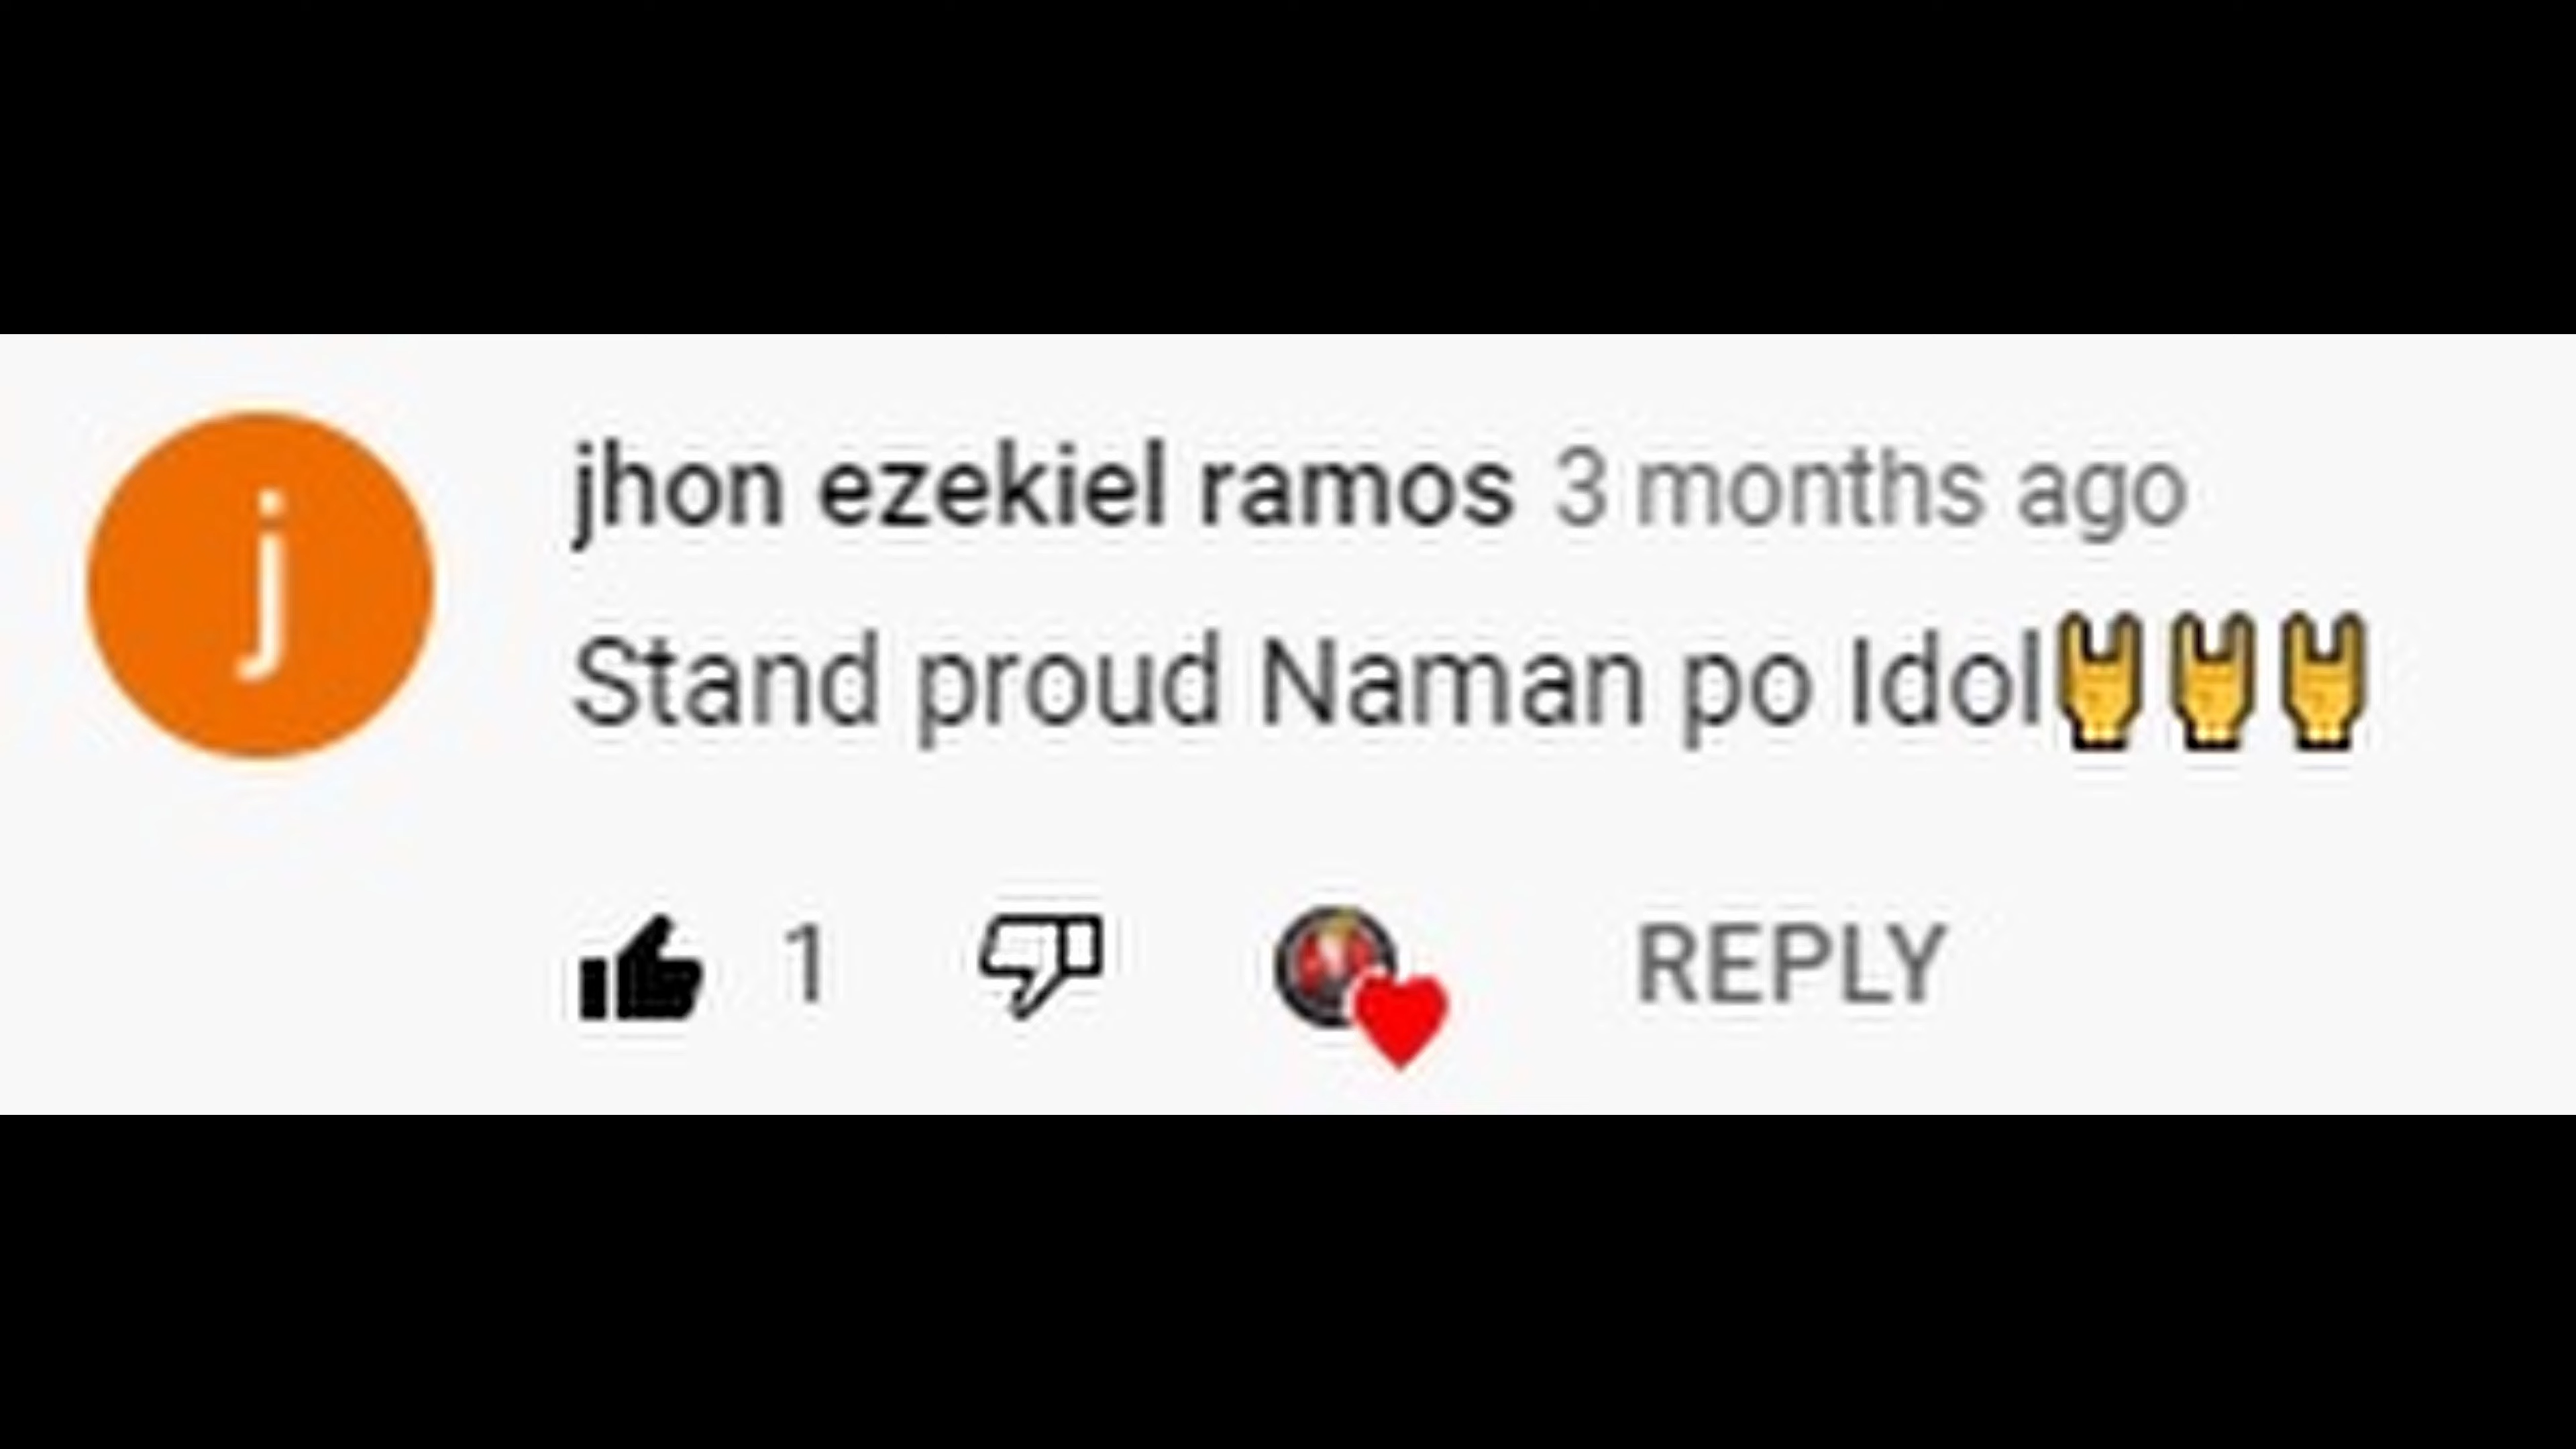 j
jhon ezekiel ramos 3 months ago
Stand proud Naman po Idol🤘🤘🤘
1 REPLY